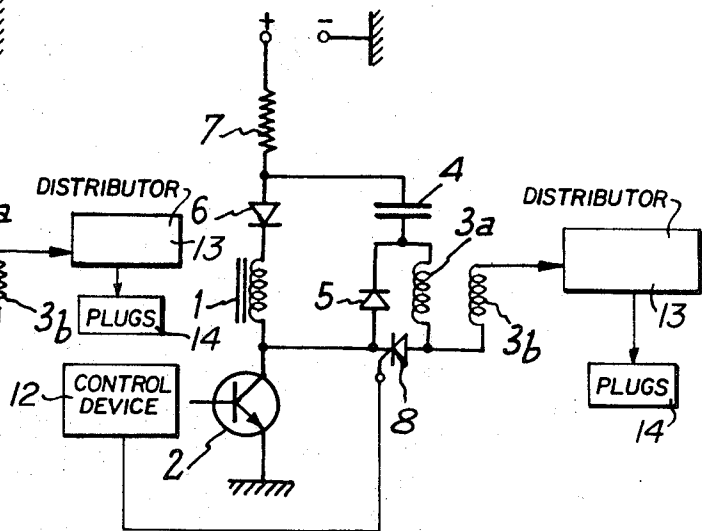 + -
7
DISTRIBUTOR
6
4
3a
DISTRIBUTOR
a
13
1
5
3b
PLUGS
14
3b
13
12
CONTROL
DEVICE
2
8
PLUGS
14